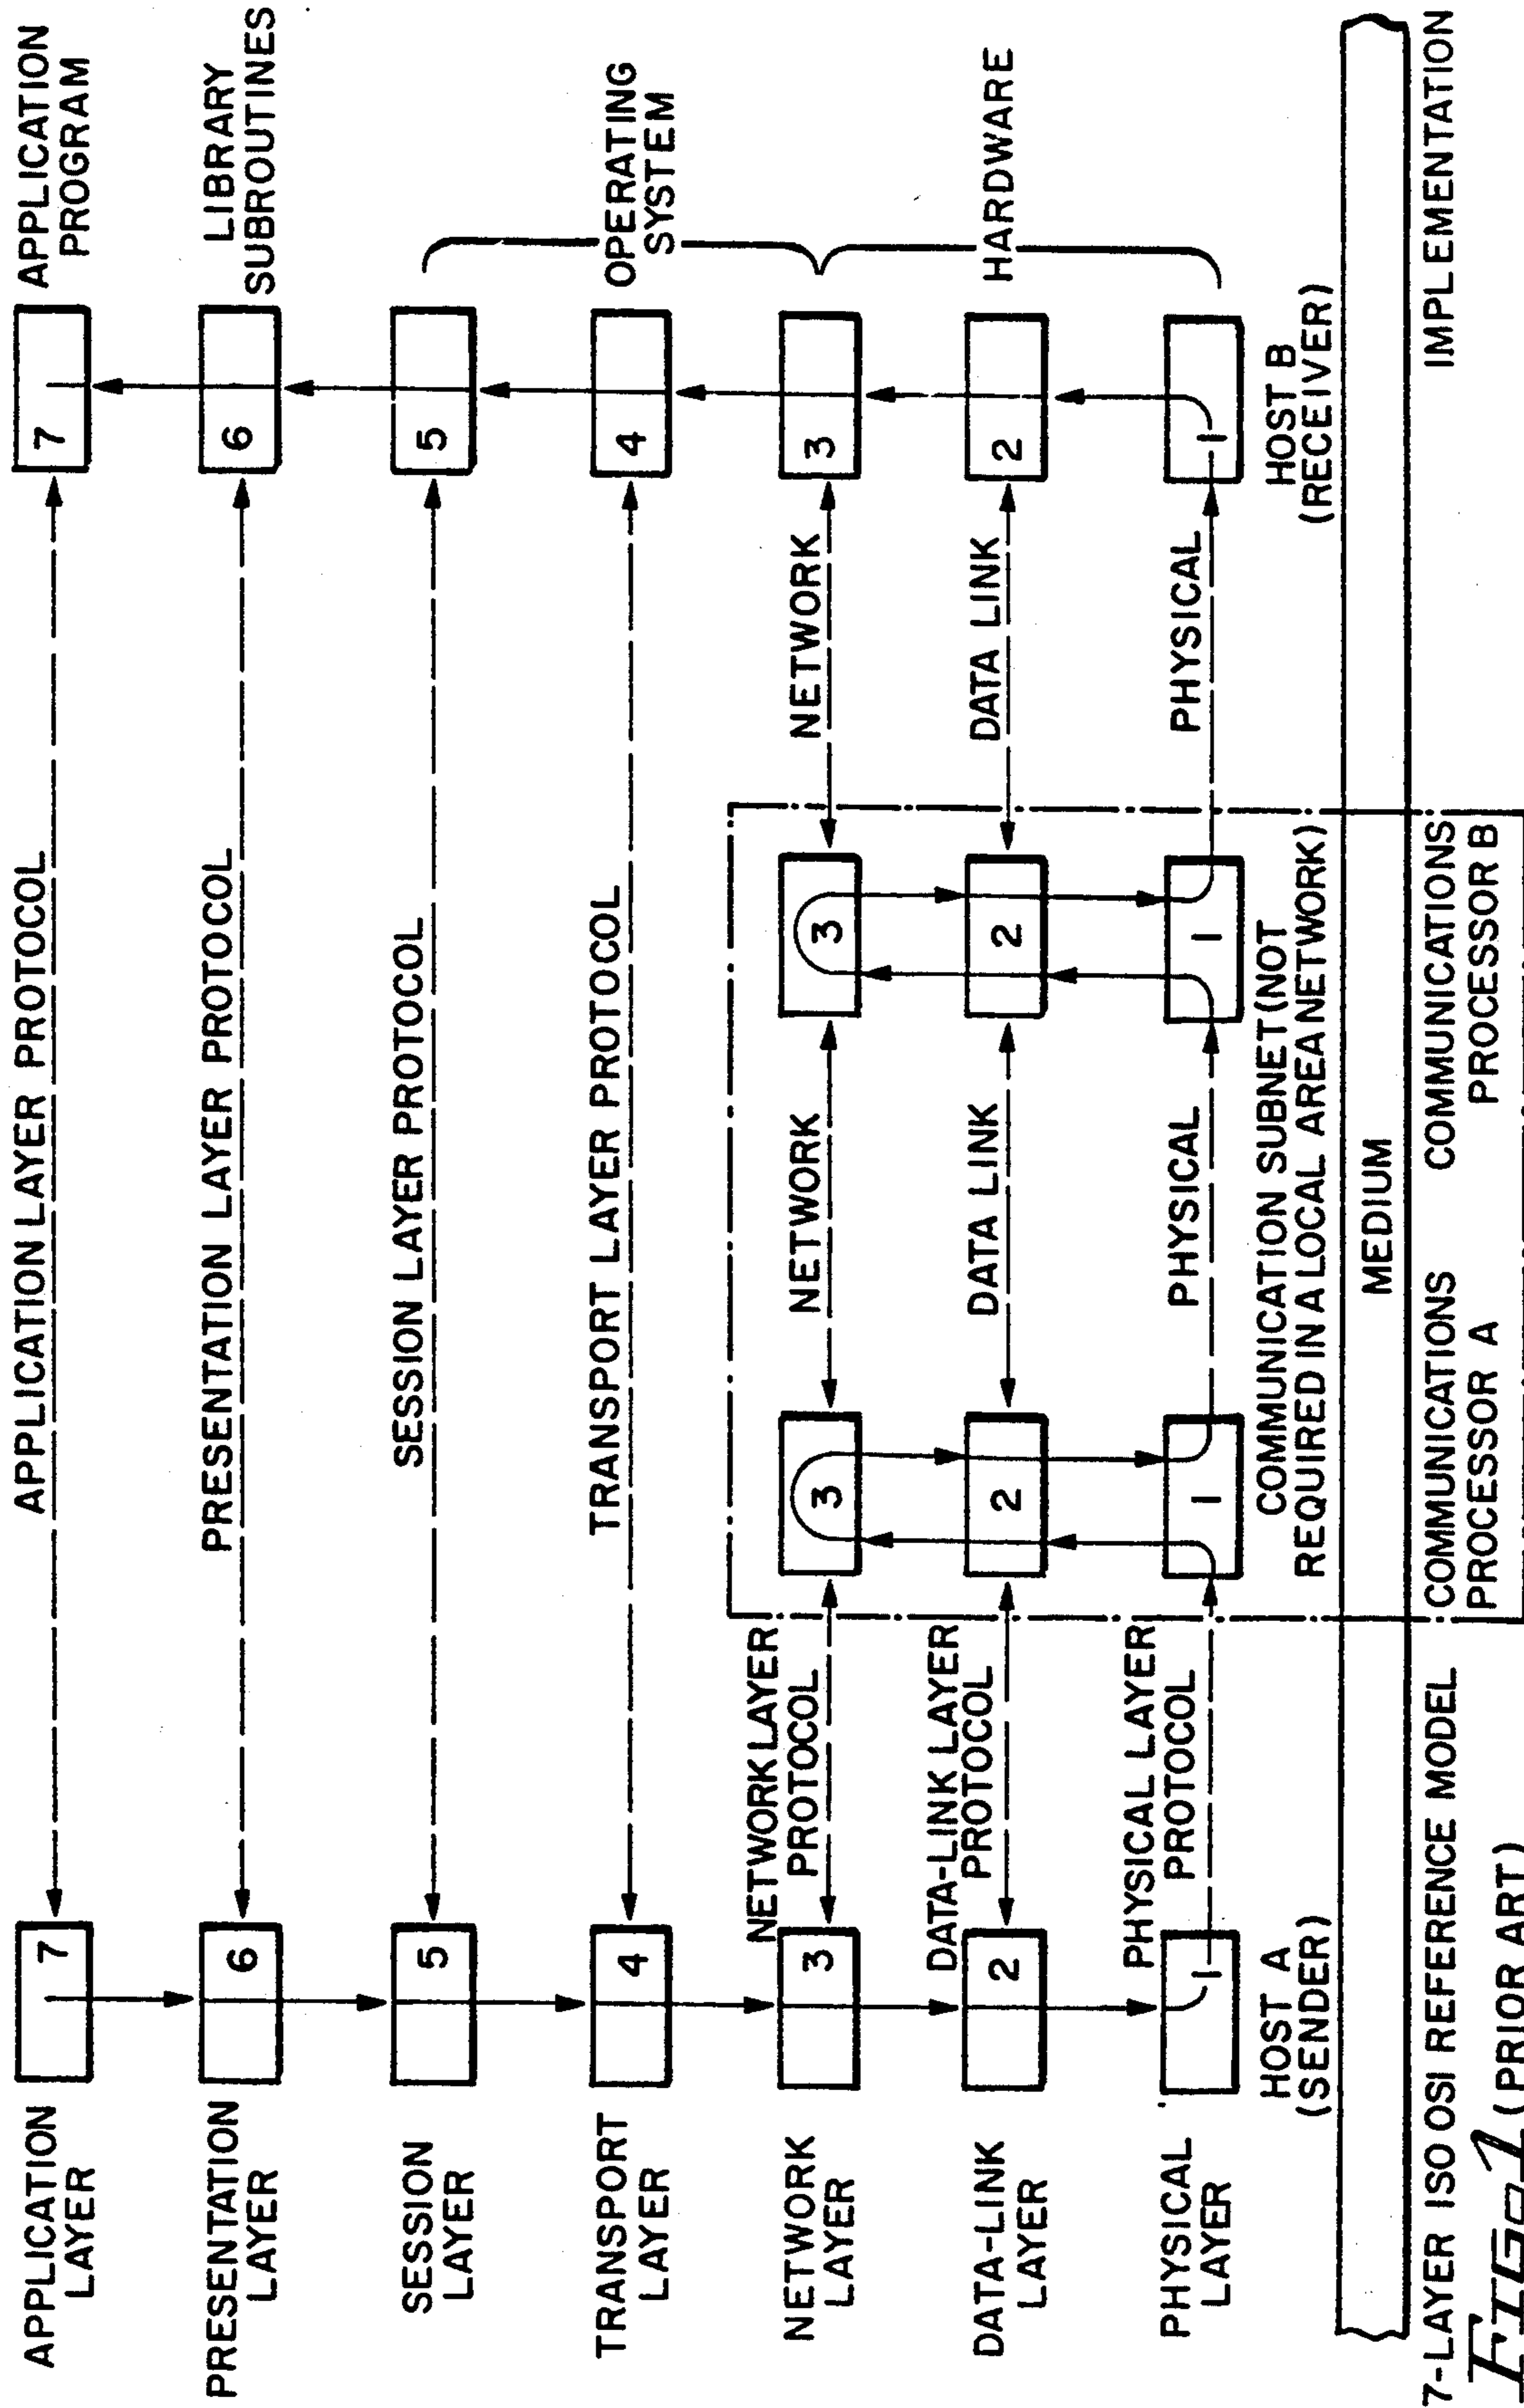 APPLICATION
LAYER
7
APPLICATION LAYER PROTOCOL
7
APPLICATION
PROGRAM
PRESENTATION
LAYER
6
PRESENTATION LAYER PROTOCOL
6
LIBRARY
SUBROUTINES
SESSION
LAYER
5
SESSION LAYER PROTOCOL
5
TRANSPORT
LAYER
4
TRANSPORT LAYER PROTOCOL
4
OPERATING
SYSTEM
NETWORK
LAYER
3
NETWORK LAYER
PROTOCOL
3
NETWORK
3
NETWORK
3
DATA-LINK
LAYER
2
DATA-LINK LAYER
PROTOCOL
2
DATA LINK
2
DATA LINK
2
HARDWARE
PHYSICAL
LAYER
1
PHYSICAL LAYER
PROTOCOL
1
PHYSICAL
1
PHYSICAL
1
HOST A
(SENDER)
COMMUNICATION SUBNET (NOT
REQUIRED IN A LOCAL AREA NETWORK)
HOST B
(RECEIVER)
MEDIUM
7-LAYER ISO OSI REFERENCE MODEL
COMMUNICATIONS
PROCESSOR A
COMMUNICATIONS
PROCESSOR B
IMPLEMENTATION
FIG. 1 (PRIOR ART)